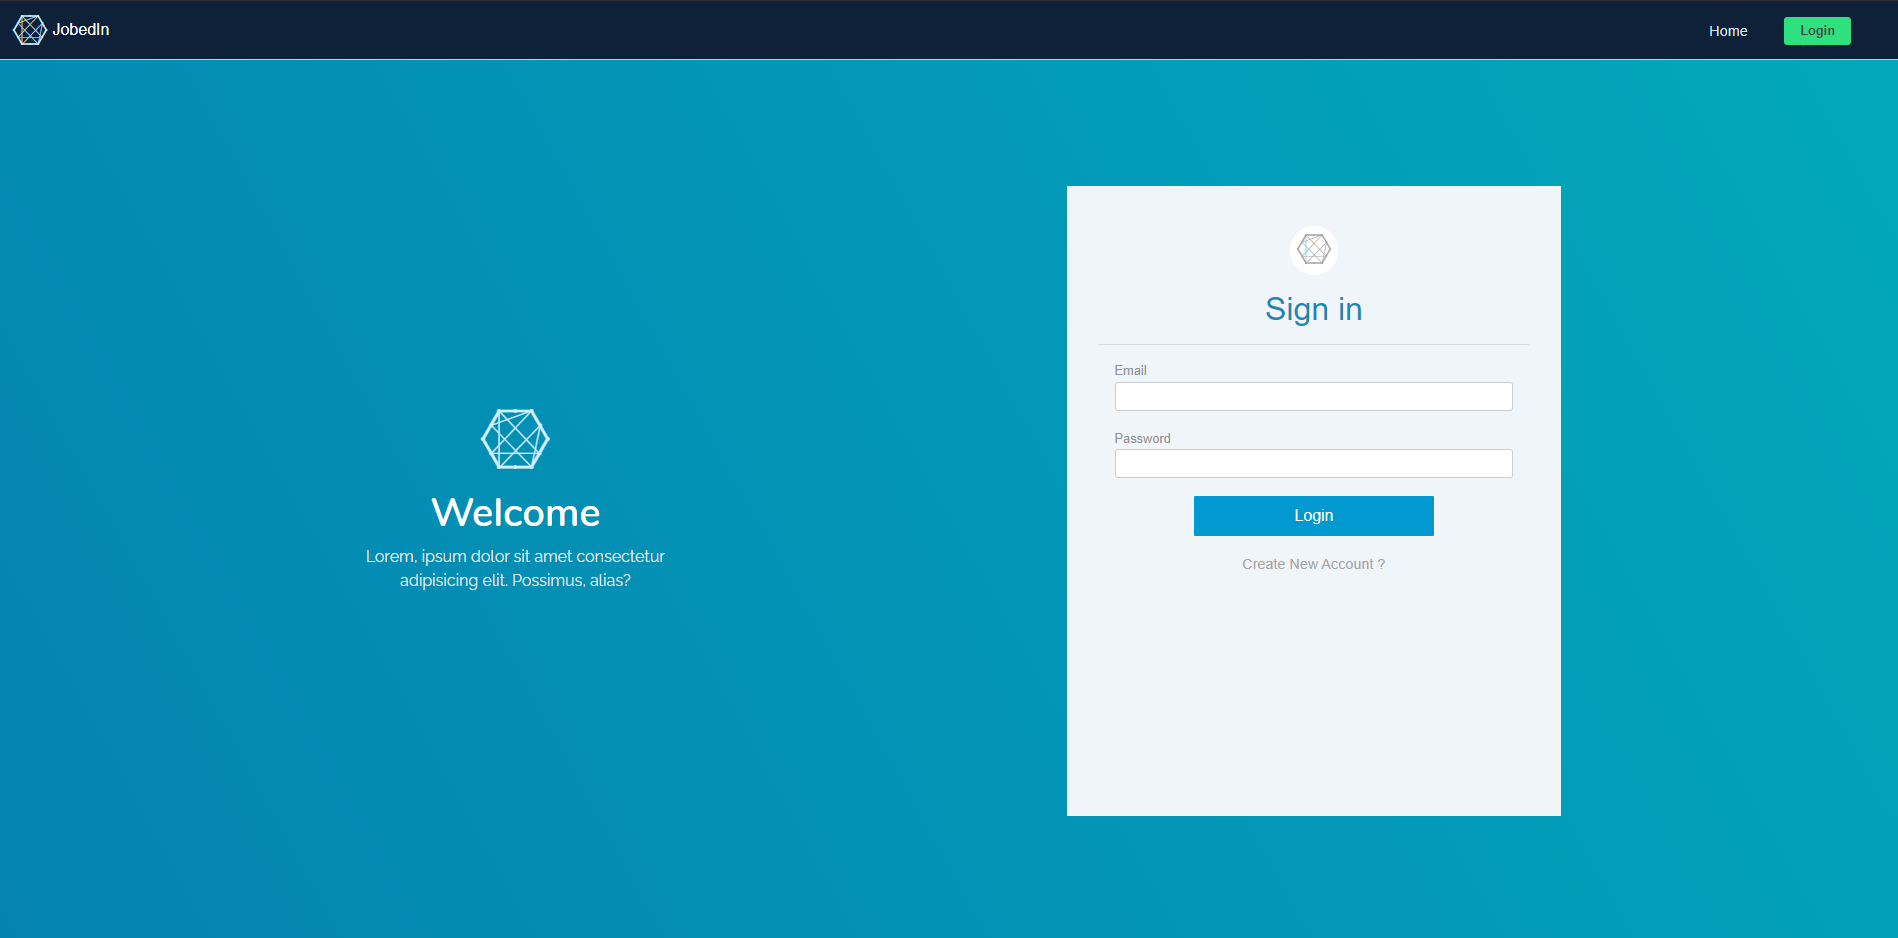 JobedIn
Home
Login
Welcome
Lorem, ipsum dolor sit amet consectetur
adipisicing elit. Possimus, alias?
Sign in
Email
Password
Login
Create New Account ?